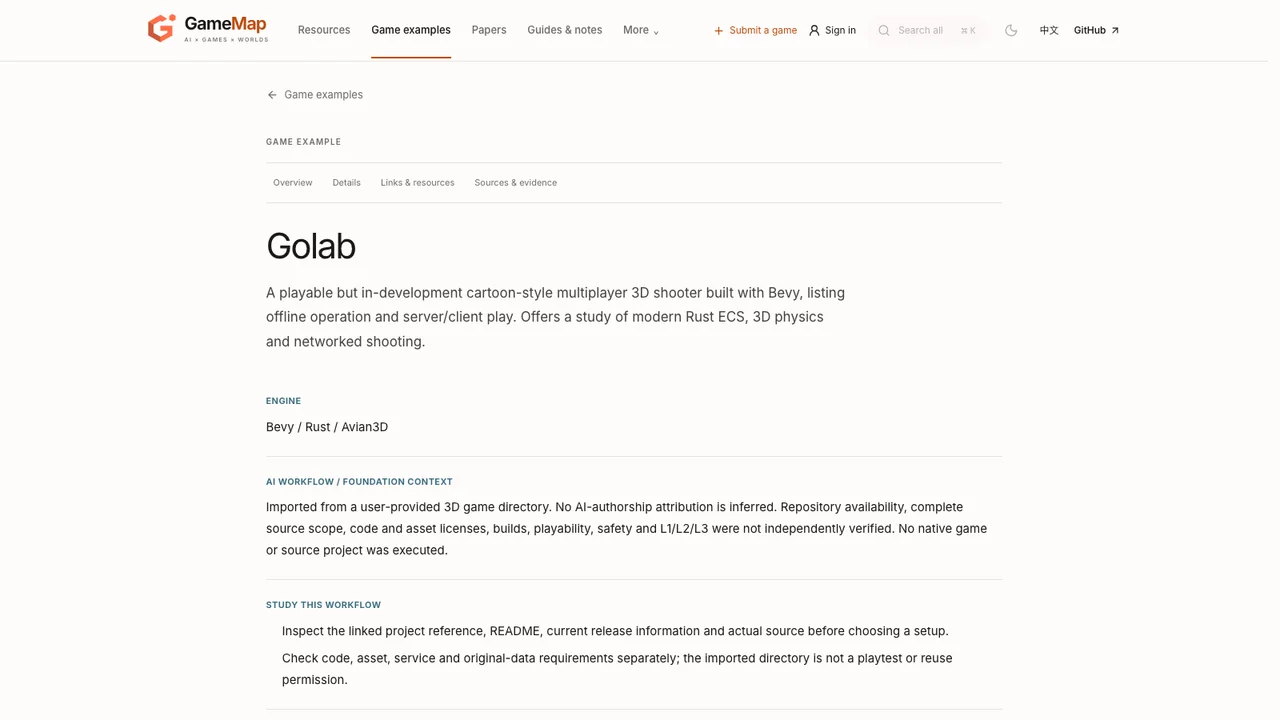 GameMap
AI × GAMES × WORLDS
Resources
Game examples
Papers
Guides & notes
More
Submit a game
Sign in
Search all
⌘ K
中文
GitHub
Game examples
GAME EXAMPLE
Overview
Details
Links & resources
Sources & evidence
Golab
A playable but in-development cartoon-style multiplayer 3D shooter built with Bevy, listing
offline operation and server/client play. Offers a study of modern Rust ECS, 3D physics
and networked shooting.
ENGINE
Bevy / Rust / Avian3D
AI WORKFLOW / FOUNDATION CONTEXT
Imported from a user-provided 3D game directory. No AI-authorship attribution is inferred. Repository availability, complete
source scope, code and asset licenses, builds, playability, safety and L1/L2/L3 were not independently verified. No native game
or source project was executed.
STUDY THIS WORKFLOW
Inspect the linked project reference, README, current release information and actual source before choosing a setup.
Check code, asset, service and original-data requirements separately; the imported directory is not a playtest or reuse
permission.